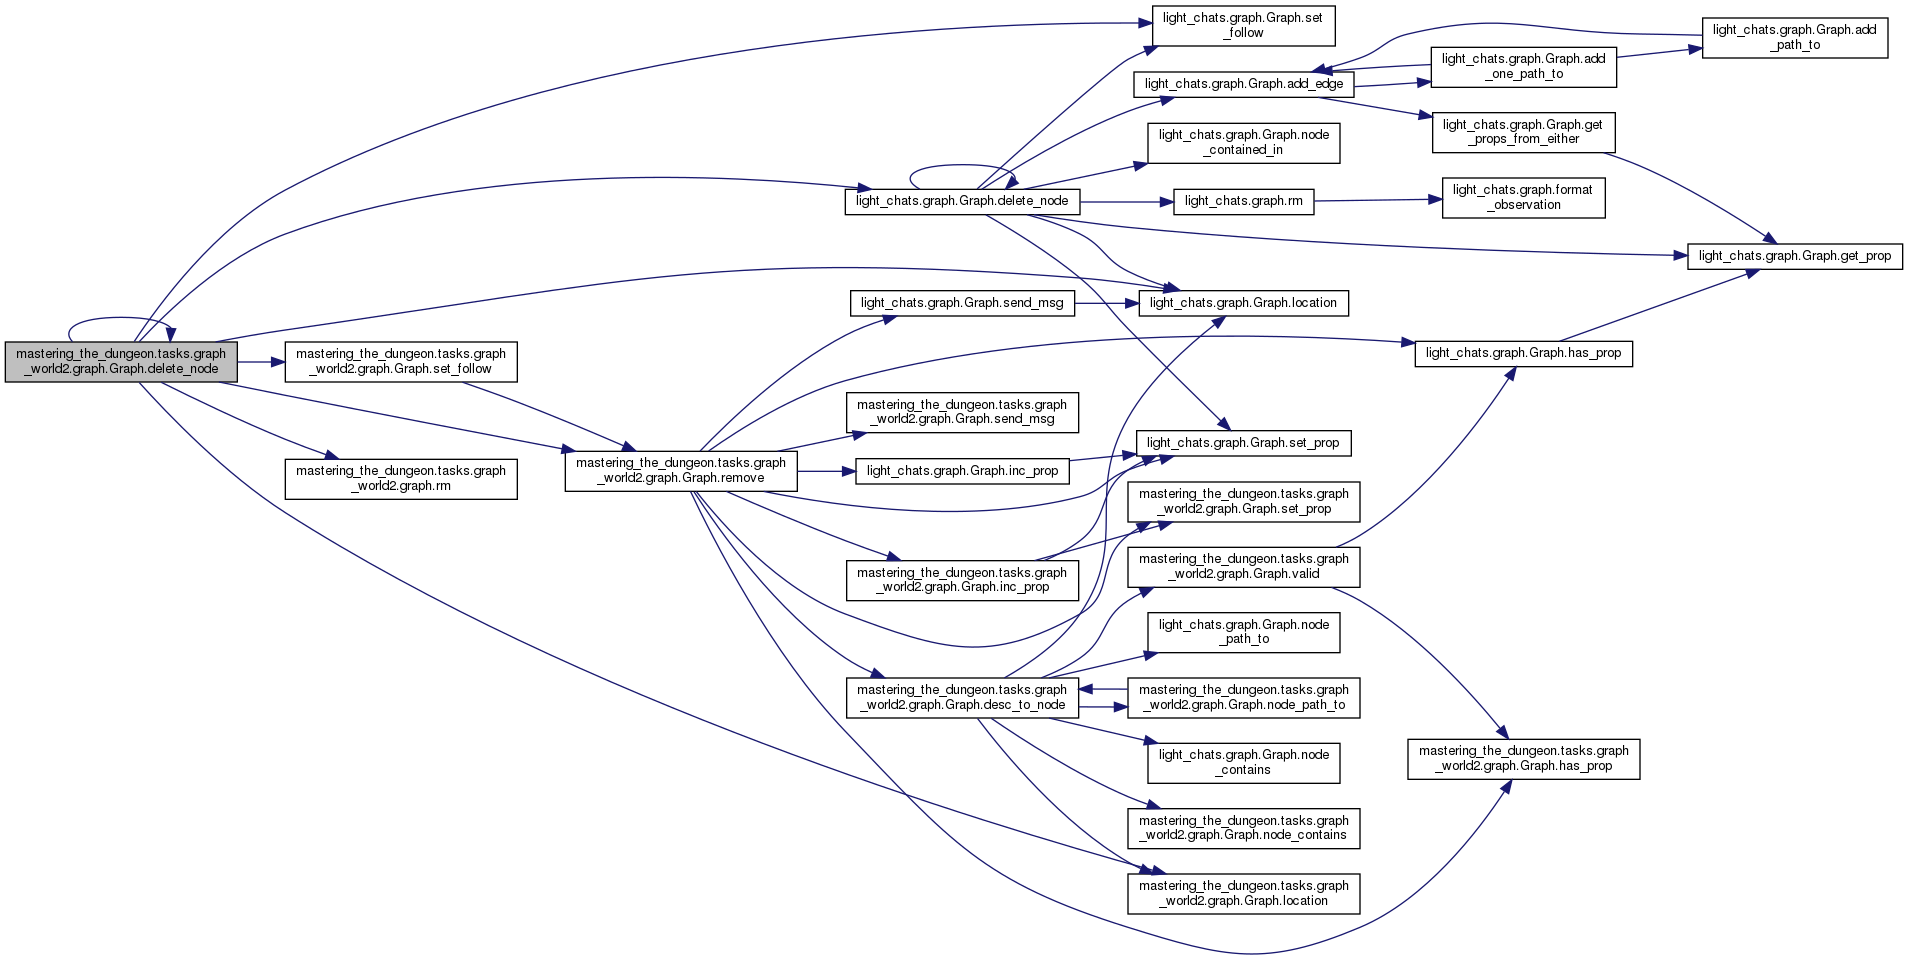 mastering_the_dungeon.tasks.graph
_world2.graph.Graph.delete_node
mastering_the_dungeon.tasks.graph
_world2.graph.Graph.set_follow
mastering_the_dungeon.tasks.graph
_world2.graph.rm
mastering_the_dungeon.tasks.graph
_world2.graph.Graph.remove
light_chats.graph.Graph.delete_node
light_chats.graph.Graph.send_msg
mastering_the_dungeon.tasks.graph
_world2.graph.Graph.send_msg
light_chats.graph.Graph.inc_prop
mastering_the_dungeon.tasks.graph
_world2.graph.Graph.inc_prop
mastering_the_dungeon.tasks.graph
_world2.graph.Graph.desc_to_node
light_chats.graph.Graph.set
_follow
light_chats.graph.Graph.add_edge
light_chats.graph.Graph.node
_contained_in
light_chats.graph.rm
light_chats.graph.Graph.location
light_chats.graph.Graph.set_prop
mastering_the_dungeon.tasks.graph
_world2.graph.Graph.set_prop
mastering_the_dungeon.tasks.graph
_world2.graph.Graph.valid
light_chats.graph.Graph.node
_path_to
mastering_the_dungeon.tasks.graph
_world2.graph.Graph.node_path_to
light_chats.graph.Graph.node
_contains
mastering_the_dungeon.tasks.graph
_world2.graph.Graph.node_contains
mastering_the_dungeon.tasks.graph
_world2.graph.Graph.location
light_chats.graph.Graph.add
_one_path_to
light_chats.graph.Graph.get
_props_from_either
light_chats.graph.format
_observation
light_chats.graph.Graph.has_prop
mastering_the_dungeon.tasks.graph
_world2.graph.Graph.has_prop
light_chats.graph.Graph.add
_path_to
light_chats.graph.Graph.get_prop